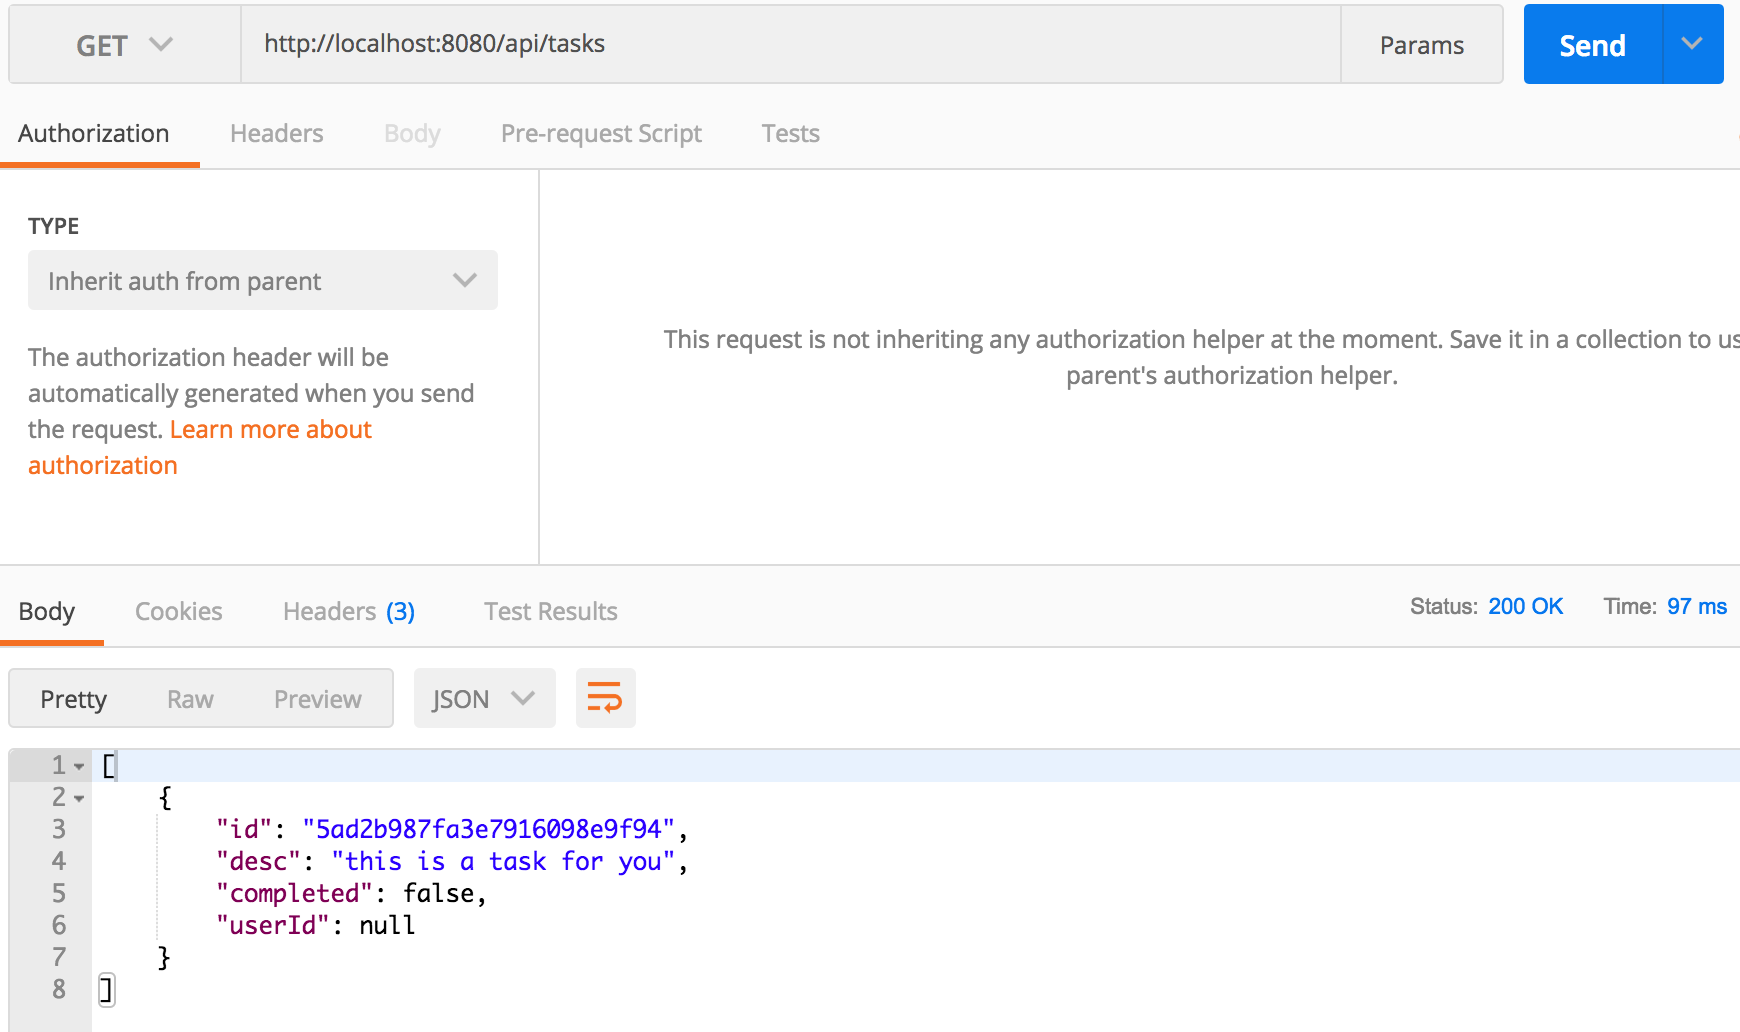 GET http://localhost:8080/api/tasks Params Send
Authorization Headers Body Pre-request Script Tests
TYPE
Inherit auth from parent
The authorization header will be
automatically generated when you send
the request. Learn more about
authorization
This request is not inheriting any authorization helper at the moment. Save it in a collection to us
parent's authorization helper.
Body Cookies Headers (3) Test Results Status: 200 OK Time: 97 ms
Pretty Raw Preview JSON
1 [
2 {
3 "id": "5ad2b987fa3e7916098e9f94",
4 "desc": "this is a task for you",
5 "completed": false,
6 "userId": null
7 }
8 ]